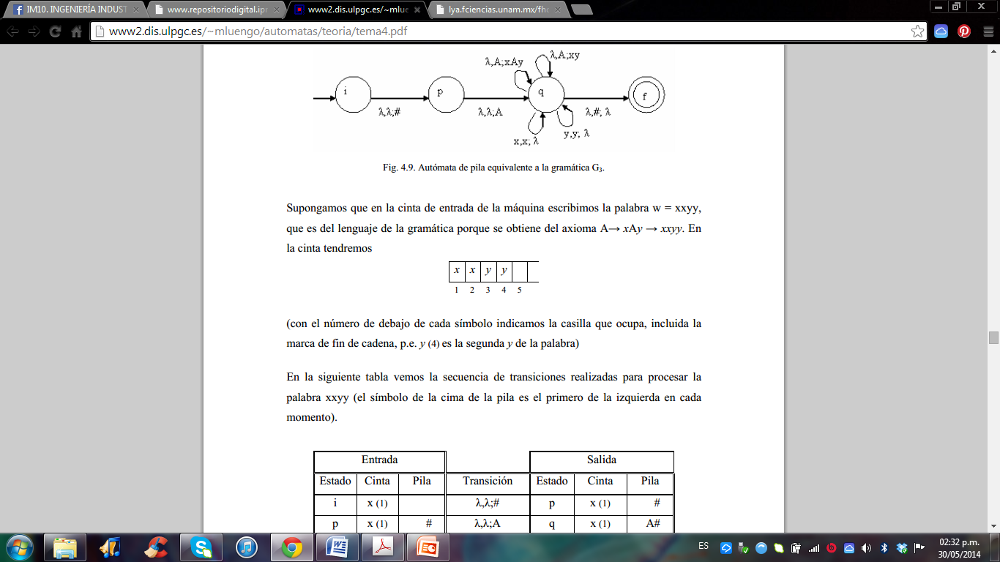 IM10. INGENIERÍA INDUST
www.repositoriodigital.ipn
www2.dis.ulpgc.es/~mlue
lya.fciencias.unam.mx/fho
www2.dis.ulpgc.es/~mluengo/automatas/teoria/tema4.pdf
λ,A;xAy
λ,A;xy
i
p
q
f
λ,λ;#
λ,λ;A
λ,#; λ
x,x; λ
y,y; λ
Fig. 4.9. Autómata de pila equivalente a la gramática G₃.
Supongamos que en la cinta de entrada de la máquina escribimos la palabra w = xxyy,
que es del lenguaje de la gramática porque se obtiene del axioma A→ xAy → xxyy. En
la cinta tendremos
x x y y
1 2 3 4 5
(con el número de debajo de cada símbolo indicamos la casilla que ocupa, incluida la
marca de fin de cadena, p.e. y (4) es la segunda y de la palabra)
En la siguiente tabla vemos la secuencia de transiciones realizadas para procesar la
palabra xxyy (el símbolo de la cima de la pila es el primero de la izquierda en cada
momento).
Entrada Salida
Estado Cinta Pila Transición Estado Cinta Pila
i x (1) λ,λ;# p x (1) #
p x (1) # λ,λ;A q x (1) A#
ES
02:32 p.m.
30/05/2014